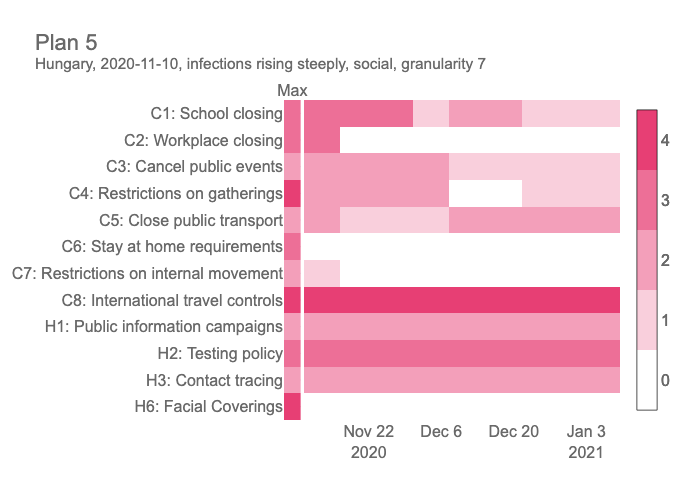 Plan 5
Hungary, 2020-11-10, infections rising steeply, social, granularity 7
Max
C1: School closing
C2: Workplace closing
C3: Cancel public events
C4: Restrictions on gatherings
C5: Close public transport
C6: Stay at home requirements
C7: Restrictions on internal movement
C8: International travel controls
H1: Public information campaigns
H2: Testing policy
H3: Contact tracing
H6: Facial Coverings
4
3
2
1
0
Nov 22 Dec 6 Dec 20 Jan 3
2020 2021